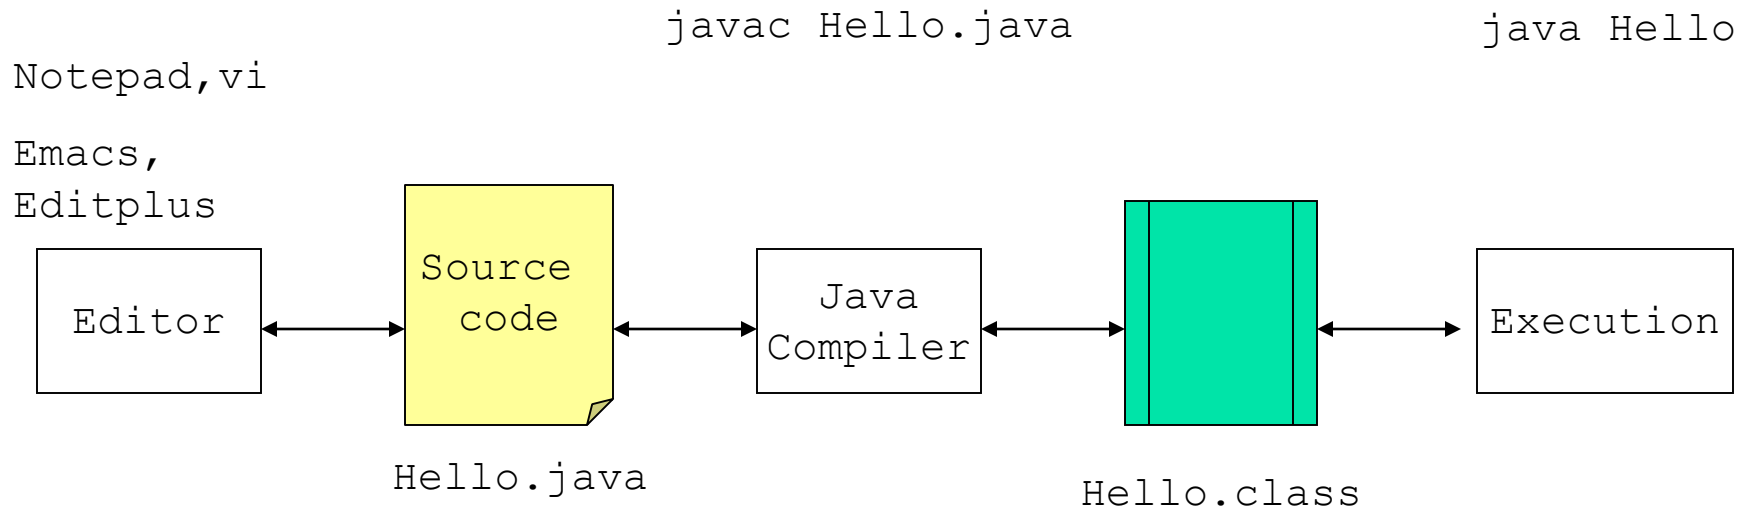 javac Hello.java
java Hello
Notepad,vi
Emacs,
Editplus
Editor
Source
code
Java
Compiler
Execution
Hello.java
Hello.class